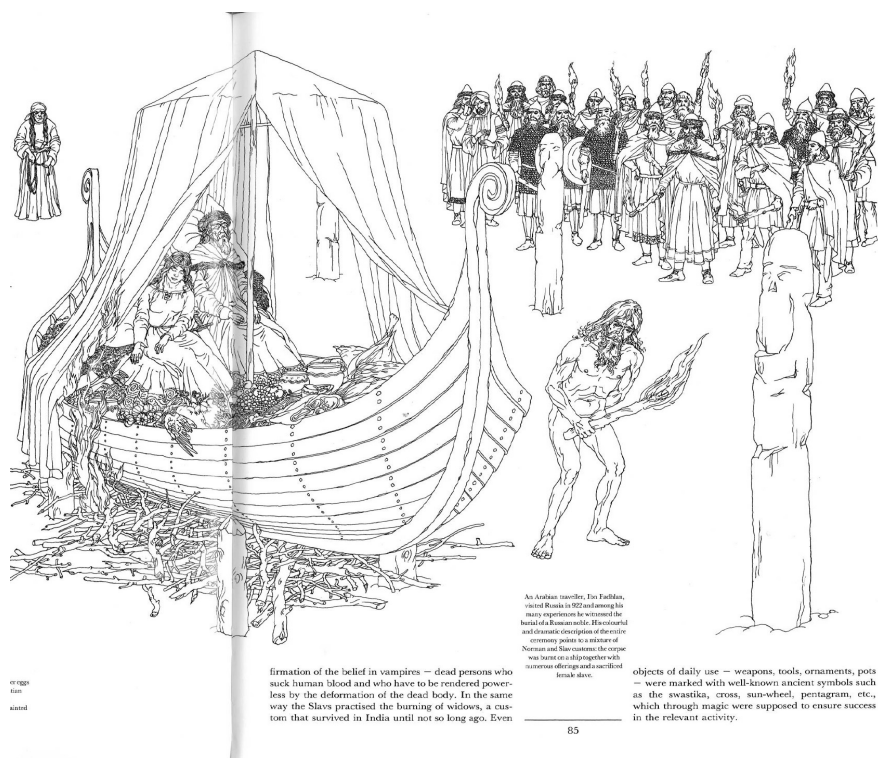 An Arabian traveller, Ibn Fadhlan,
visited Russia in 922 and among his
many experiences he witnessed the
burial of a Russian noble. His colourful
and dramatic description of the entire
ceremony points to a mixture of
Norman and Slav customs: the corpse
was burnt on a ship together with
numerous offerings and a sacrificed
female slave.
er eggs
tian
ainted
firmation of the belief in vampires — dead persons who
suck human blood and who have to be rendered power-
less by the deformation of the dead body. In the same
way the Slavs practised the burning of widows, a cus-
tom that survived in India until not so long ago. Even
objects of daily use — weapons, tools, ornaments, pots
— were marked with well-known ancient symbols such
as the swastika, cross, sun-wheel, pentagram, etc.,
which through magic were supposed to ensure success
in the relevant activity.
85